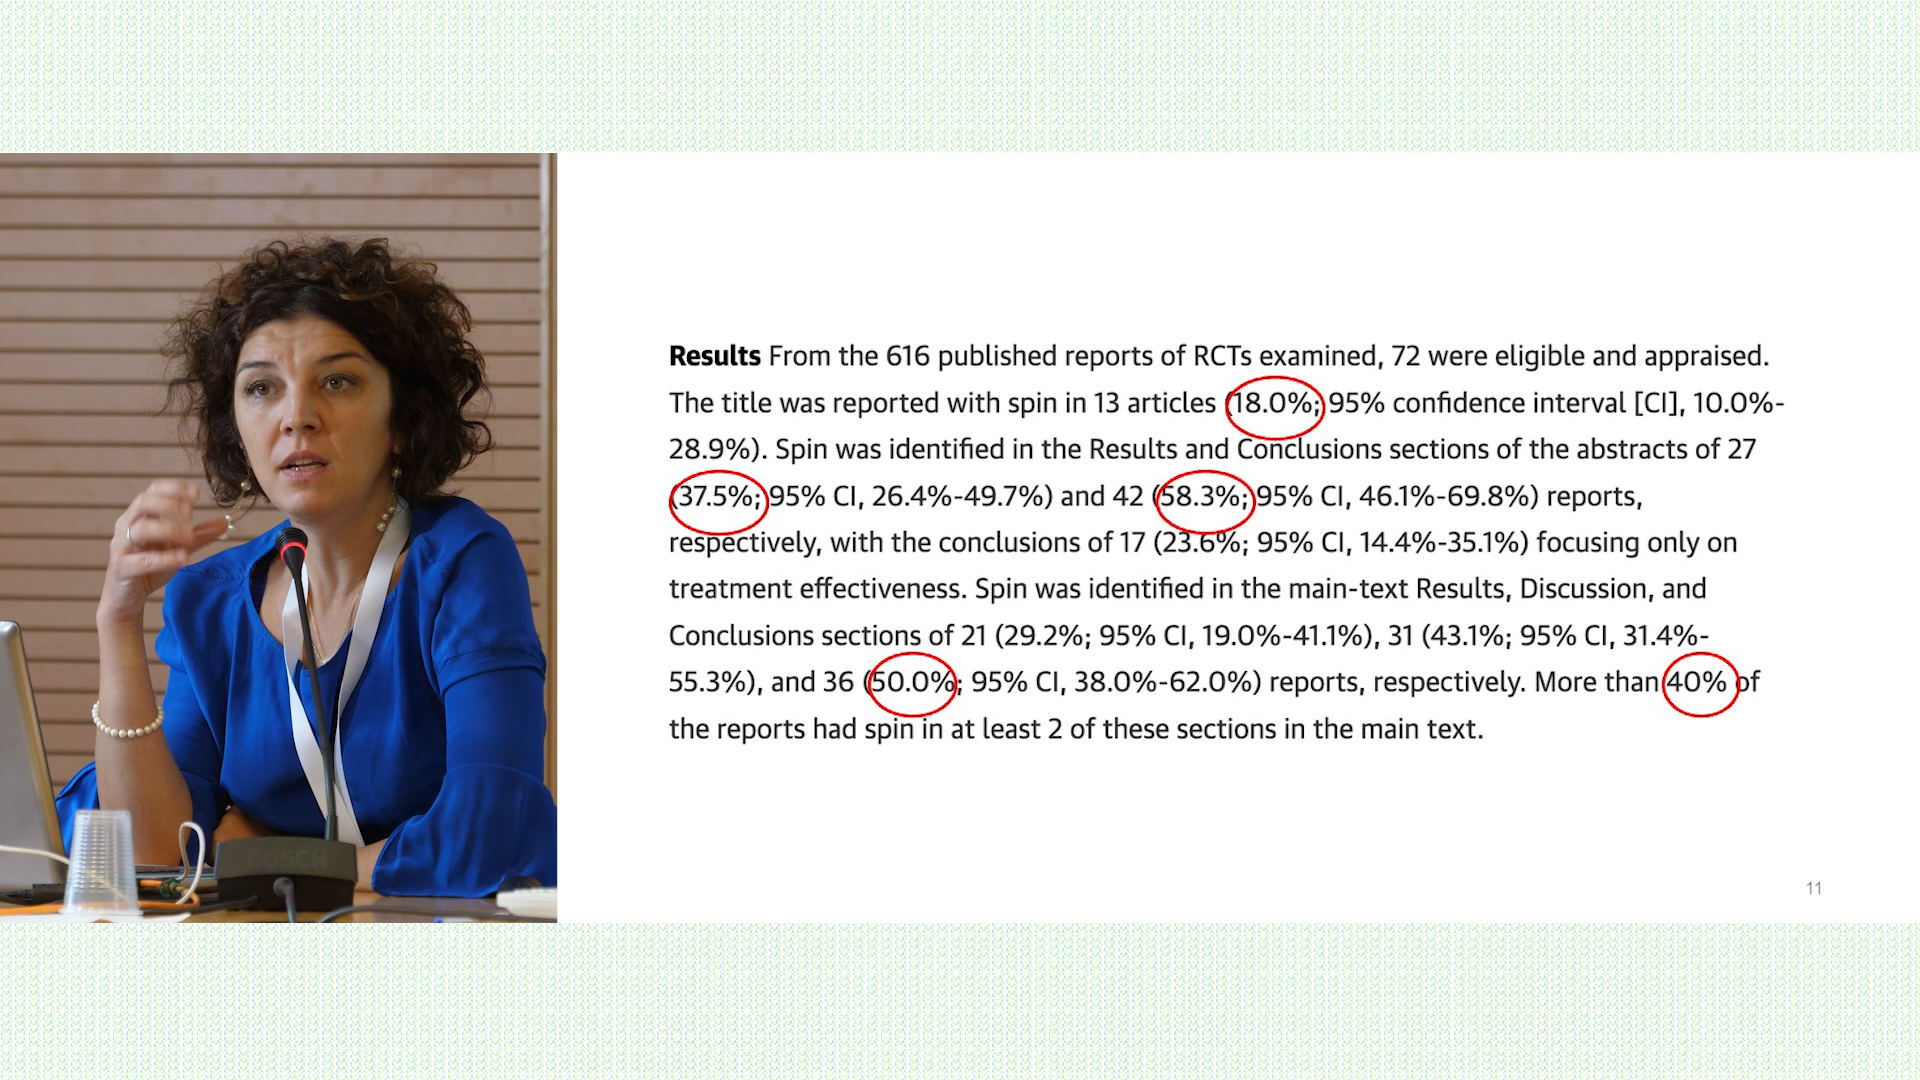 Results From the 616 published reports of RCTs examined, 72 were eligible and appraised.
The title was reported with spin in 13 articles (18.0%; 95% confidence interval [CI], 10.0%-
28.9%). Spin was identified in the Results and Conclusions sections of the abstracts of 27
(37.5%; 95% CI, 26.4%-49.7%) and 42 (58.3%; 95% CI, 46.1%-69.8%) reports,
respectively, with the conclusions of 17 (23.6%; 95% CI, 14.4%-35.1%) focusing only on
treatment effectiveness. Spin was identified in the main-text Results, Discussion, and
Conclusions sections of 21 (29.2%; 95% CI, 19.0%-41.1%), 31 (43.1%; 95% CI, 31.4%-
55.3%), and 36 (50.0%; 95% CI, 38.0%-62.0%) reports, respectively. More than 40% of
the reports had spin in at least 2 of these sections in the main text.
BOSCH
11